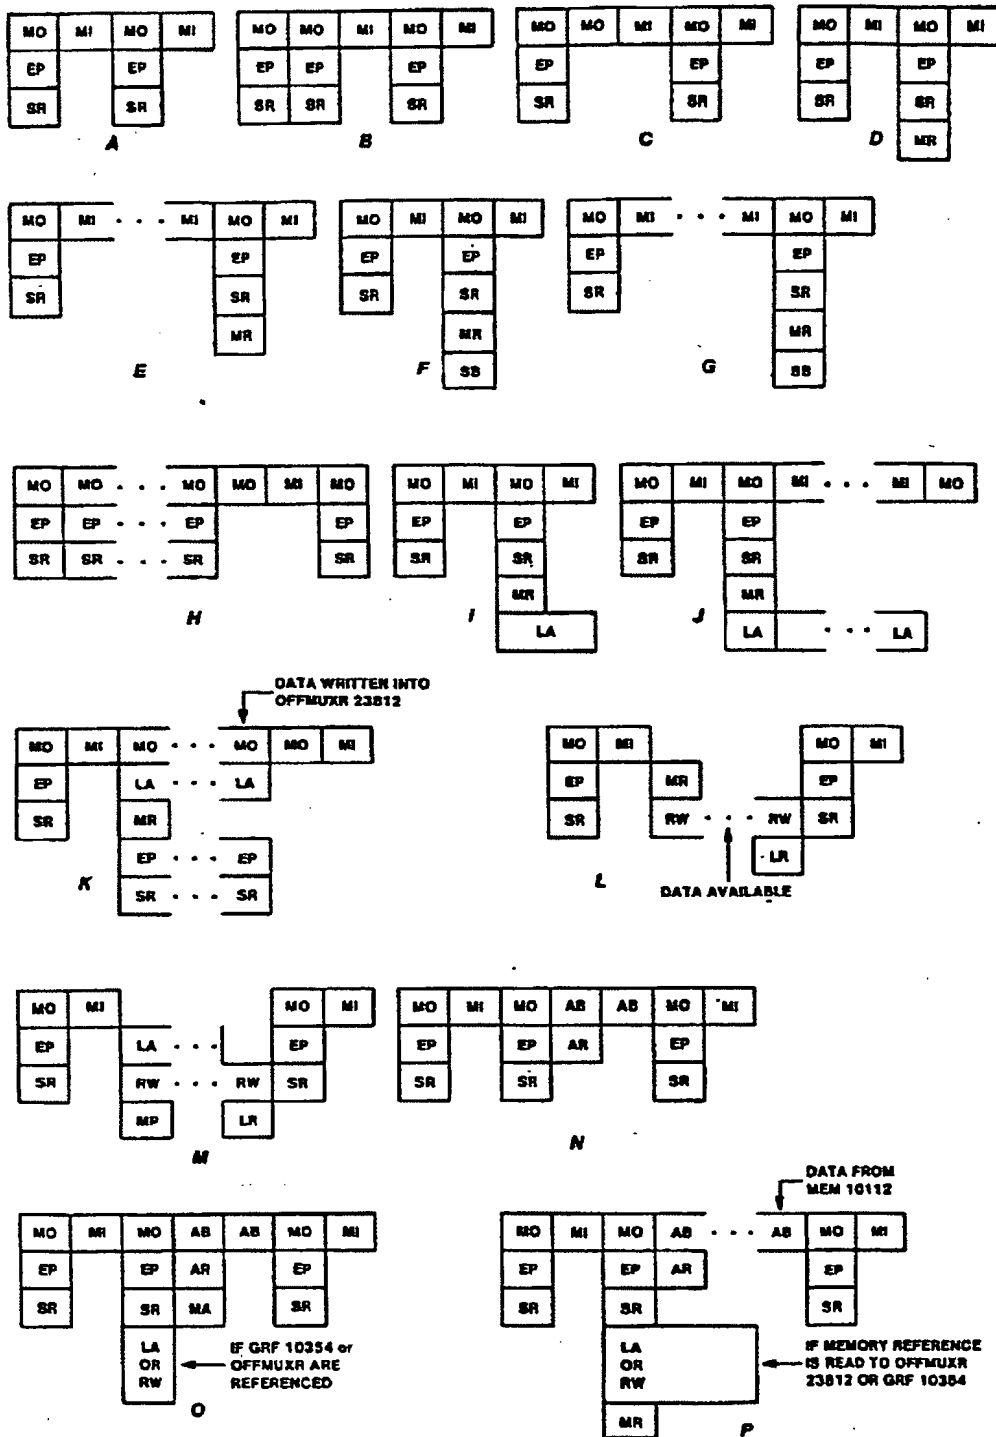 MO MI MO MI
EP EP
SR SR
A
MO MO MI MO MI
EP EP EP
SR SR SR
B
MO MO MI MO MI
EP EP
SR SR
C
MO MI MO MI
EP EP
SR SR
MR
D
MO MI . . . MI MO MI
EP EP
SR SR
MR
E
MO MI MO MI
EP EP
SR SR
MR
SB
F
MO MI . . . MI MO MI
EP EP
SR SR
MR
SB
G
MO MO . . . MO MO MI MO
EP EP . . . EP EP
SR SR . . . SR SR
H
MO MI MO MI
EP EP
SR SR
MR
LA
I
MO MI MO MI . . . MI MO
EP EP
SR SR
MR
LA . . . LA
J
DATA WRITTEN INTO
OFFMUXR 23812
MO MI MO . . . MO MO MI
EP LA . . . LA
SR MR
EP . . . EP
SR . . . SR
K
MO MI MO MI
EP MR EP
SR RW . . . RW SR
LR
DATA AVAILABLE
L
MO MI MO MI
EP LA . . . EP
SR RW . . . RW SR
MP LR
M
MO MI MO AB AB MO MI
EP EP AR EP
SR SR SR
N
MO MI MO AB AB MO MI
EP EP AR EP
SR SR MA SR
LA
OR
RW
IF GRF 10354 or
OFFMUXR ARE
REFERENCED
O
DATA FROM
MEM 10112
MO MI MO AB . . . AB MO MI
EP EP AR EP
SR SR SR
LA
OR
RW
MR
IF MEMORY REFERENCE
IS READ TO OFFMUXR
23812 OR GRF 10354
P